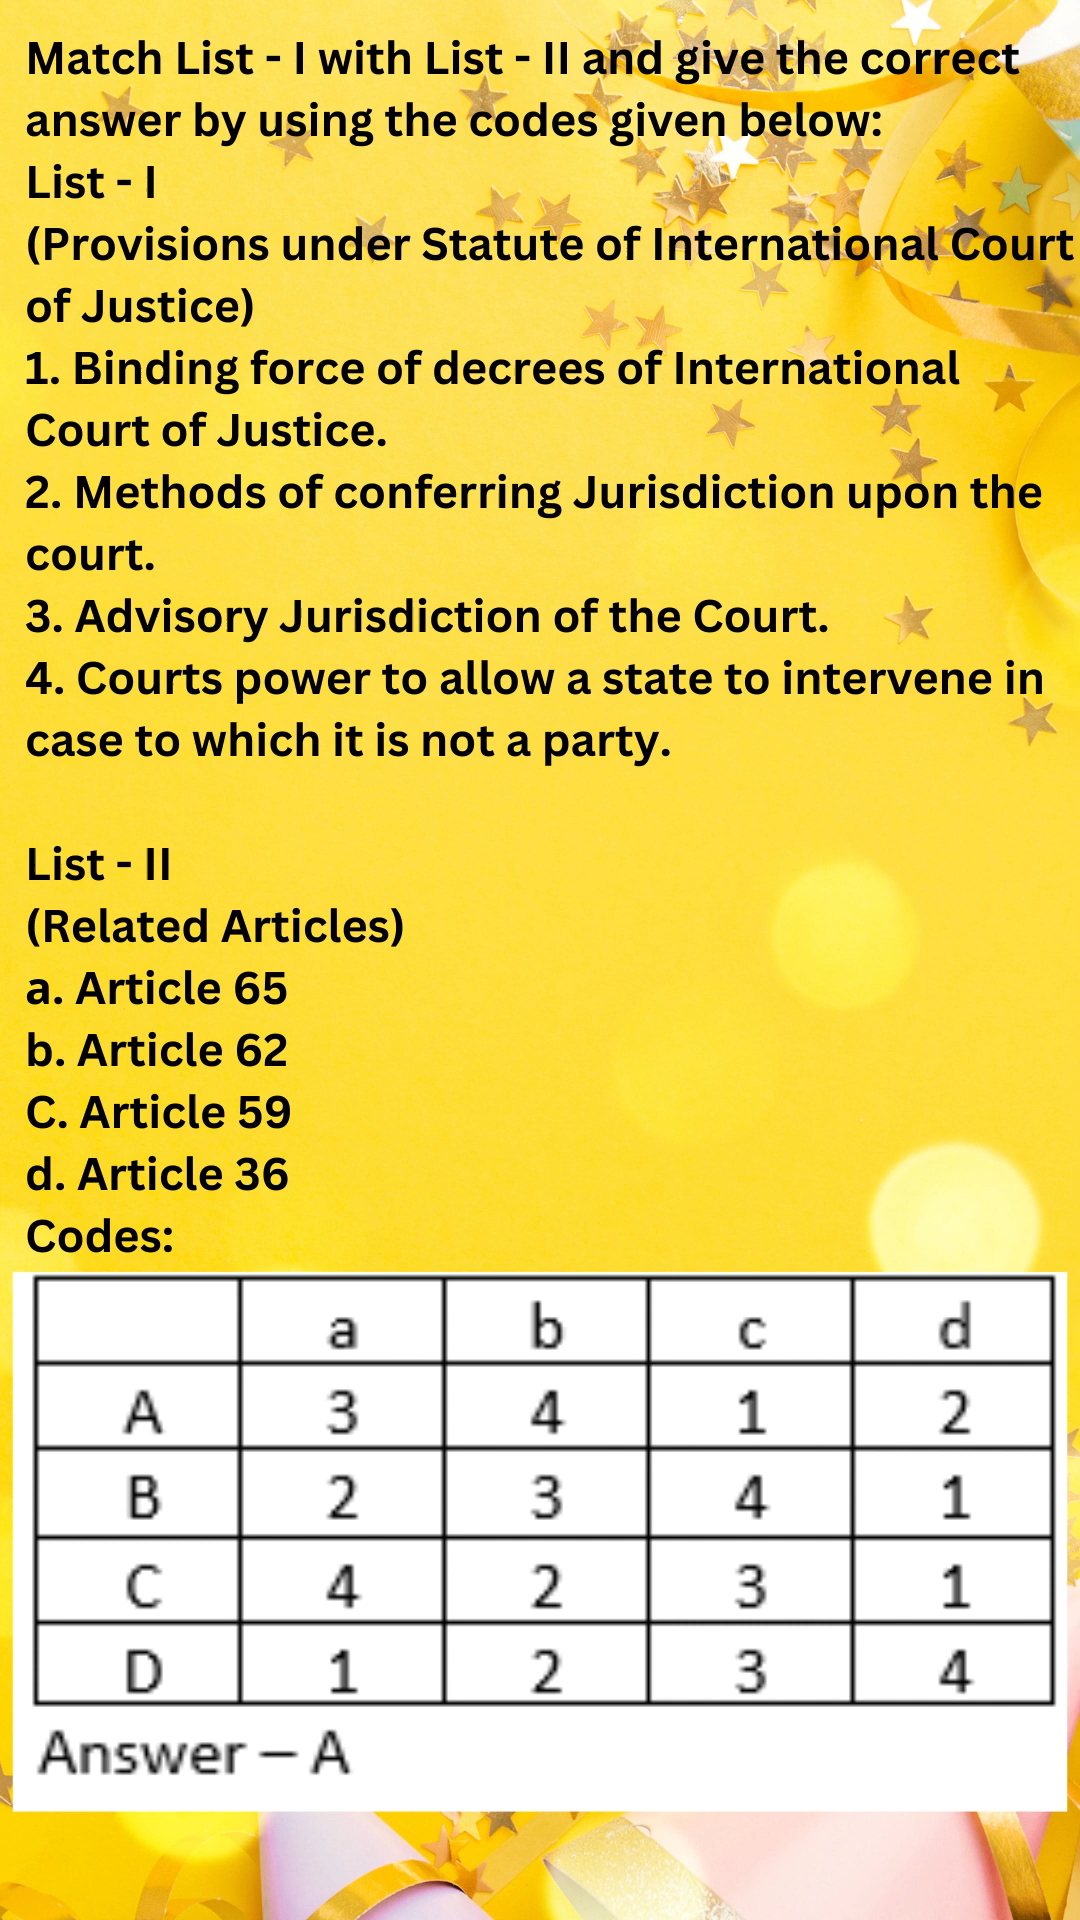 Match List - I with List - II and give the correct
answer by using the codes given below:
List - I
(Provisions under Statute of International Court
of Justice)
1. Binding force of decrees of International
Court of Justice.
2. Methods of conferring Jurisdiction upon the
court.
3. Advisory Jurisdiction of the Court.
4. Courts power to allow a state to intervene in
case to which it is not a party.
List - II
(Related Articles)
a. Article 65
b. Article 62
C. Article 59
d. Article 36
Codes:
a b c d
A 3 4 1 2
B 2 3 4 1
C 4 2 3 1
D 1 2 3 4
Answer – A